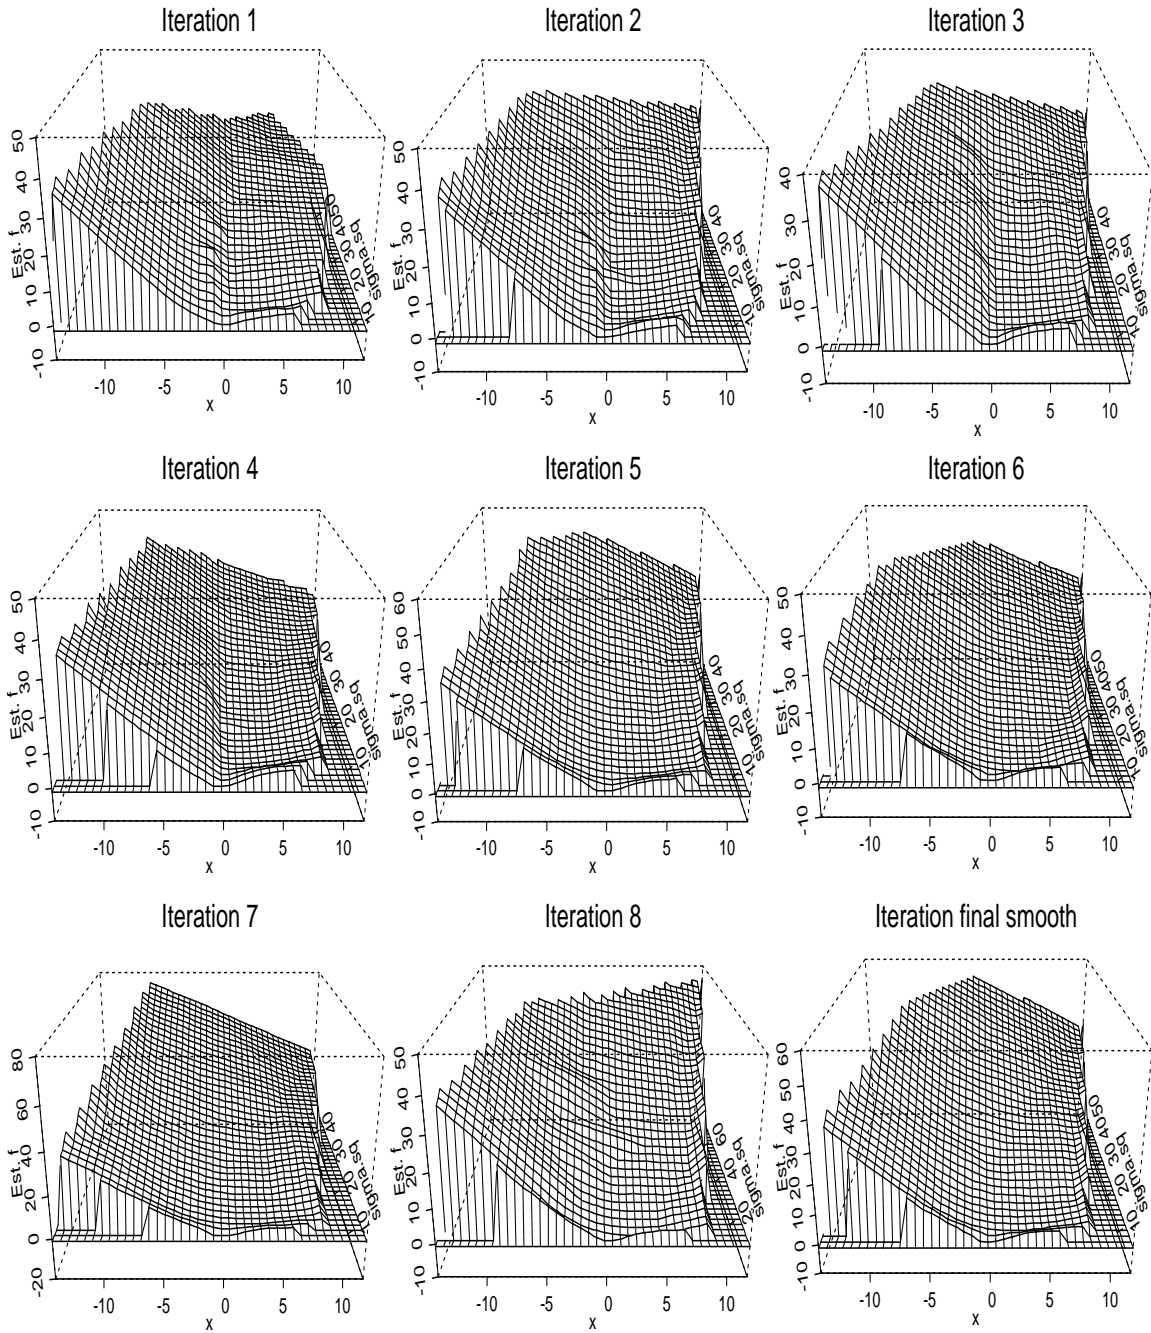 Iteration 1
Est. f
-10 0 10 20 30 40 50
-10 -5 0 5 10
x
10 20 30 40 50
sigma.sq
Iteration 2
Est. f
-10 0 10 20 30 40 50
-10 -5 0 5 10
x
10 20 30 40
sigma.sq
Iteration 3
Est. f
-10 0 10 20 30 40
-10 -5 0 5 10
x
10 20 30 40
sigma.sq
Iteration 4
Est. f
-10 0 10 20 30 40 50
-10 -5 0 5 10
x
10 20 30 40
sigma.sq
Iteration 5
Est. f
-10 0 10 20 30 40 50 60
-10 -5 0 5 10
x
10 20 30 40
sigma.sq
Iteration 6
Est. f
-10 0 10 20 30 40 50
-10 -5 0 5 10
x
10 20 30 40 50
sigma.sq
Iteration 7
Est. f
-20 0 20 40 60 80
-10 -5 0 5 10
x
10 20 30 40
sigma.sq
Iteration 8
Est. f
-10 0 10 20 30 40 50
-10 -5 0 5 10
x
20 40 60
sigma.sq
Iteration final smooth
Est. f
-10 0 10 20 30 40 50 60
-10 -5 0 5 10
x
10 20 30 40 50
sigma.sq